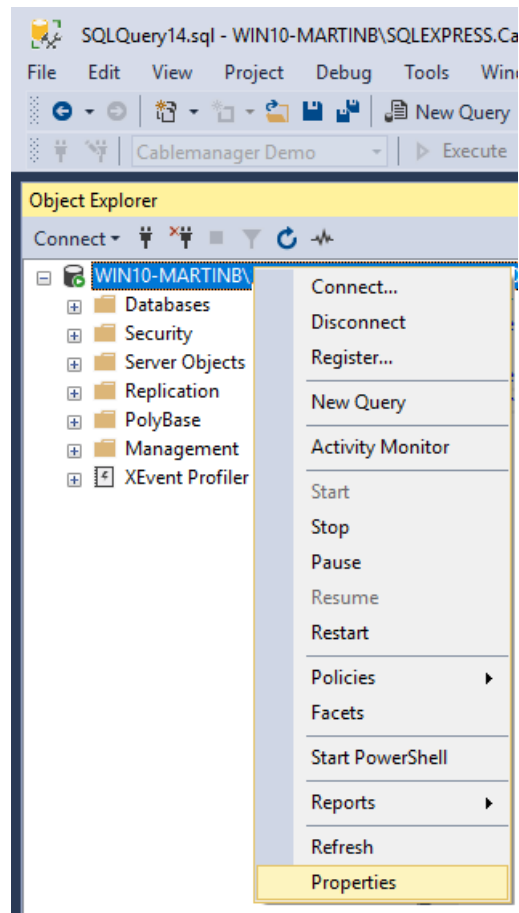 SQLQuery14.sql - WIN10-MARTINB\SQLEXPRESS.Ca
File Edit View Project Debug Tools Win
New Query
Cablemanager Demo Execute
Object Explorer
Connect
WIN10-MARTINB\
Databases
Security
Server Objects
Replication
PolyBase
Management
XEvent Profiler
Connect...
Disconnect
Register...
New Query
Activity Monitor
Start
Stop
Pause
Resume
Restart
Policies
Facets
Start PowerShell
Reports
Refresh
Properties